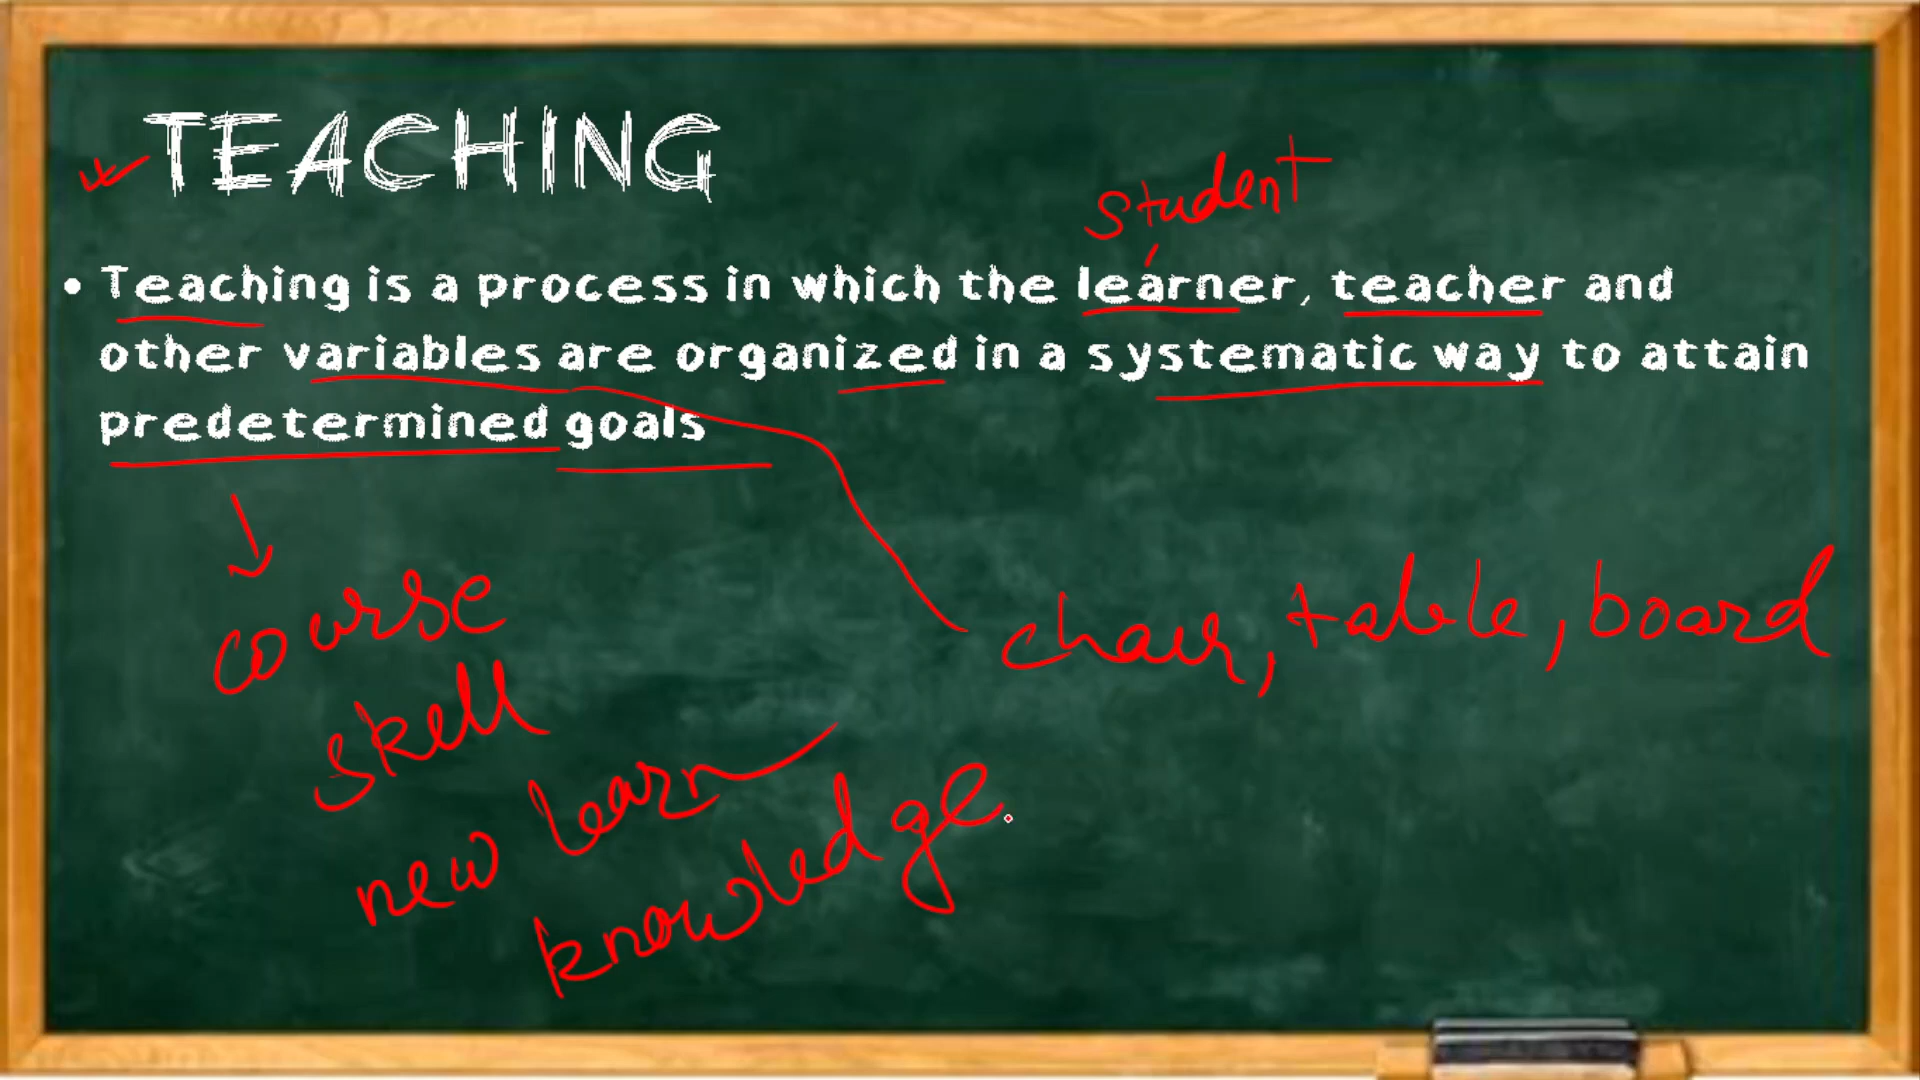 TEACHING
student
• Teaching is a process in which the learner, teacher and
other variables are organized in a systematic way to attain
predetermined goals
course
chair, table, board
skill
new learn
knowledge.